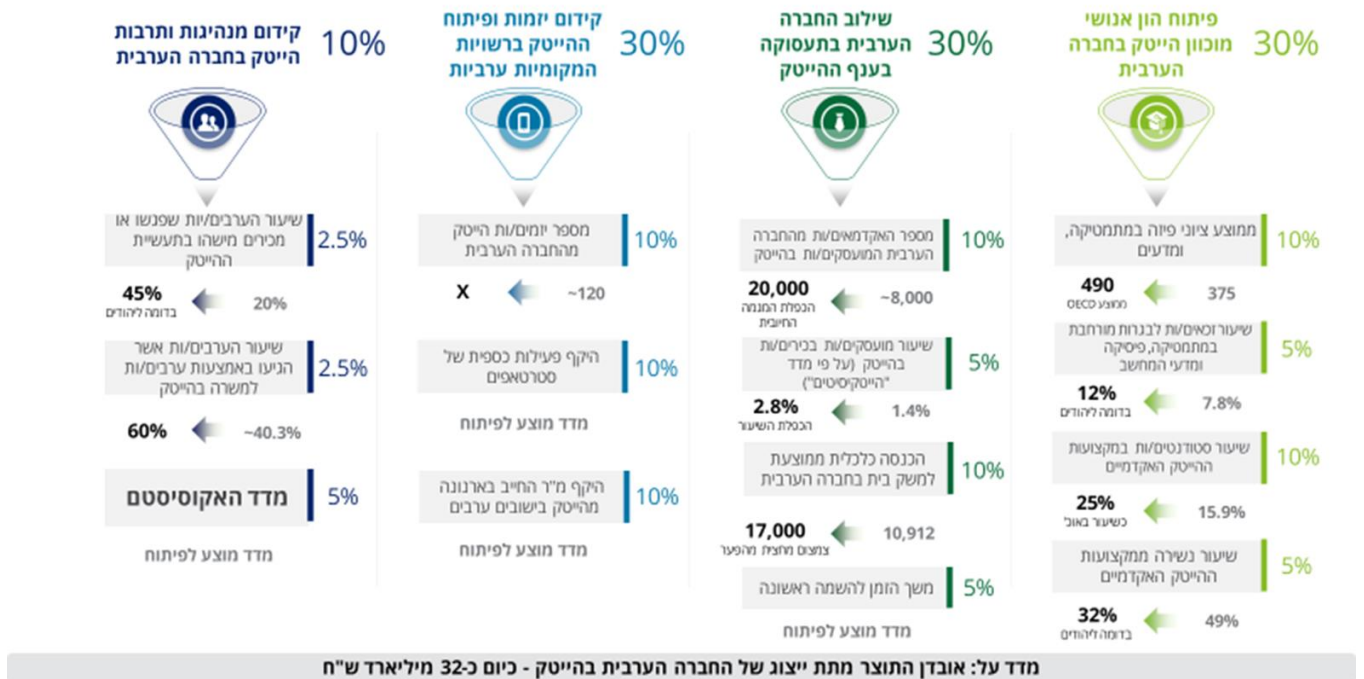 30%
פיתוח הון אנושי
מוכוון הייטק בחברה
הערבית
10%
ממוצע ציוני פיזה במתמטיקה,
ומדעים
375
490
ממוצע OECD
5%
שיעור זכאים/ות לבגרות מורחבת
במתמטיקה, פיסיקה
ומדעי המחשב
7.8%
12%
בדומה ליהודים
10%
שיעור סטודנטים/ות במקצועות
ההייטק האקדמיים
15.9%
25%
כשיעור באוכ'
5%
שיעור נשירה ממקצועות
ההייטק האקדמיים
49%
32%
בדומה ליהודים
30%
שילוב החברה
הערבית בתעסוקה
בענף ההייטק
10%
מספר האקדמאים/ות מהחברה
הערבית המועסקים/ות בהייטק
~8,000
20,000
הכפלת המגמה
החיובית
5%
שיעור מועסקים/ות בכירים/ות
בהייטק (על פי מדד
"הייטקיסיטים")
1.4%
2.8%
הכפלת השיעור
10%
הכנסה כלכלית ממוצעת
למשק בית בחברה הערבית
10,912
17,000
צמצום מחצית מהפער
5%
משך הזמן להשמה ראשונה
מדד מוצע לפיתוח
30%
קידום יזמות ופיתוח
ההייטק ברשויות
המקומיות ערביות
10%
מספר יזמים/ות הייטק
מהחברה הערבית
~120
X
10%
היקף פעילות כספית של
סטרטאפים
מדד מוצע לפיתוח
10%
היקף מ"ר החייב בארנונה
מהייטק בישובים ערבים
מדד מוצע לפיתוח
10%
קידום מנהיגות ותרבות
הייטק בחברה הערבית
2.5%
שיעור הערבים/יות שפגשו או
מכירים מישהו בתעשיית
ההייטק
20%
45%
בדומה ליהודים
2.5%
שיעור הערבים/ות אשר
הגיעו באמצעות ערבים/ות
למשרה בהייטק
~40.3%
60%
5%
מדד האקוסיסטם
מדד מוצע לפיתוח
מדד על: אובדן התוצר מתת ייצוג של החברה הערבית בהייטק - כיום כ-32 מיליארד ש"ח